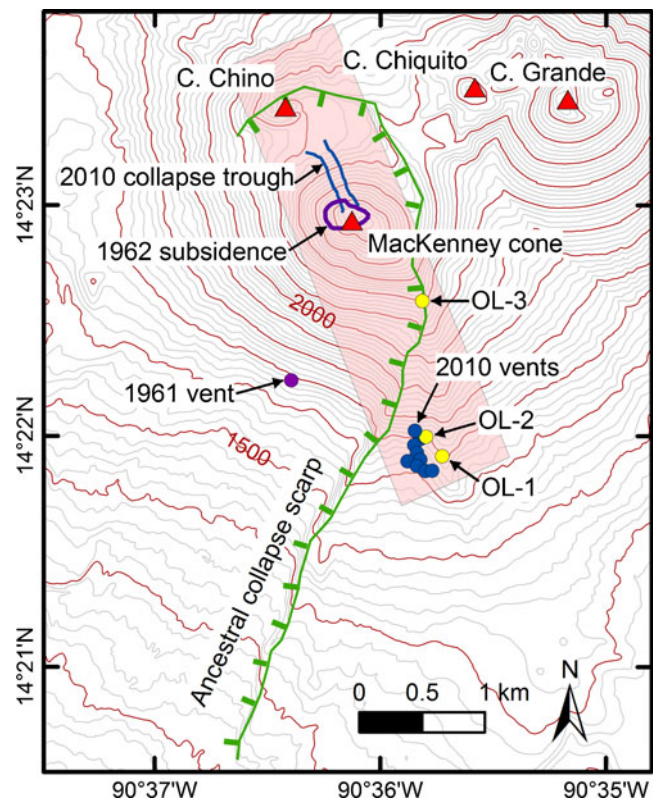 C. Chiquito
C. Chino
C. Grande
14°23'N
2010 collapse trough
1962 subsidence
MacKenney cone
2000
OL-3
2010 vents
1961 vent
OL-2
14°22'N
1500
OL-1
Ancestral collapse scarp
14°21'N
N
0 0.5 1 km
90°37'W 90°36'W 90°35'W